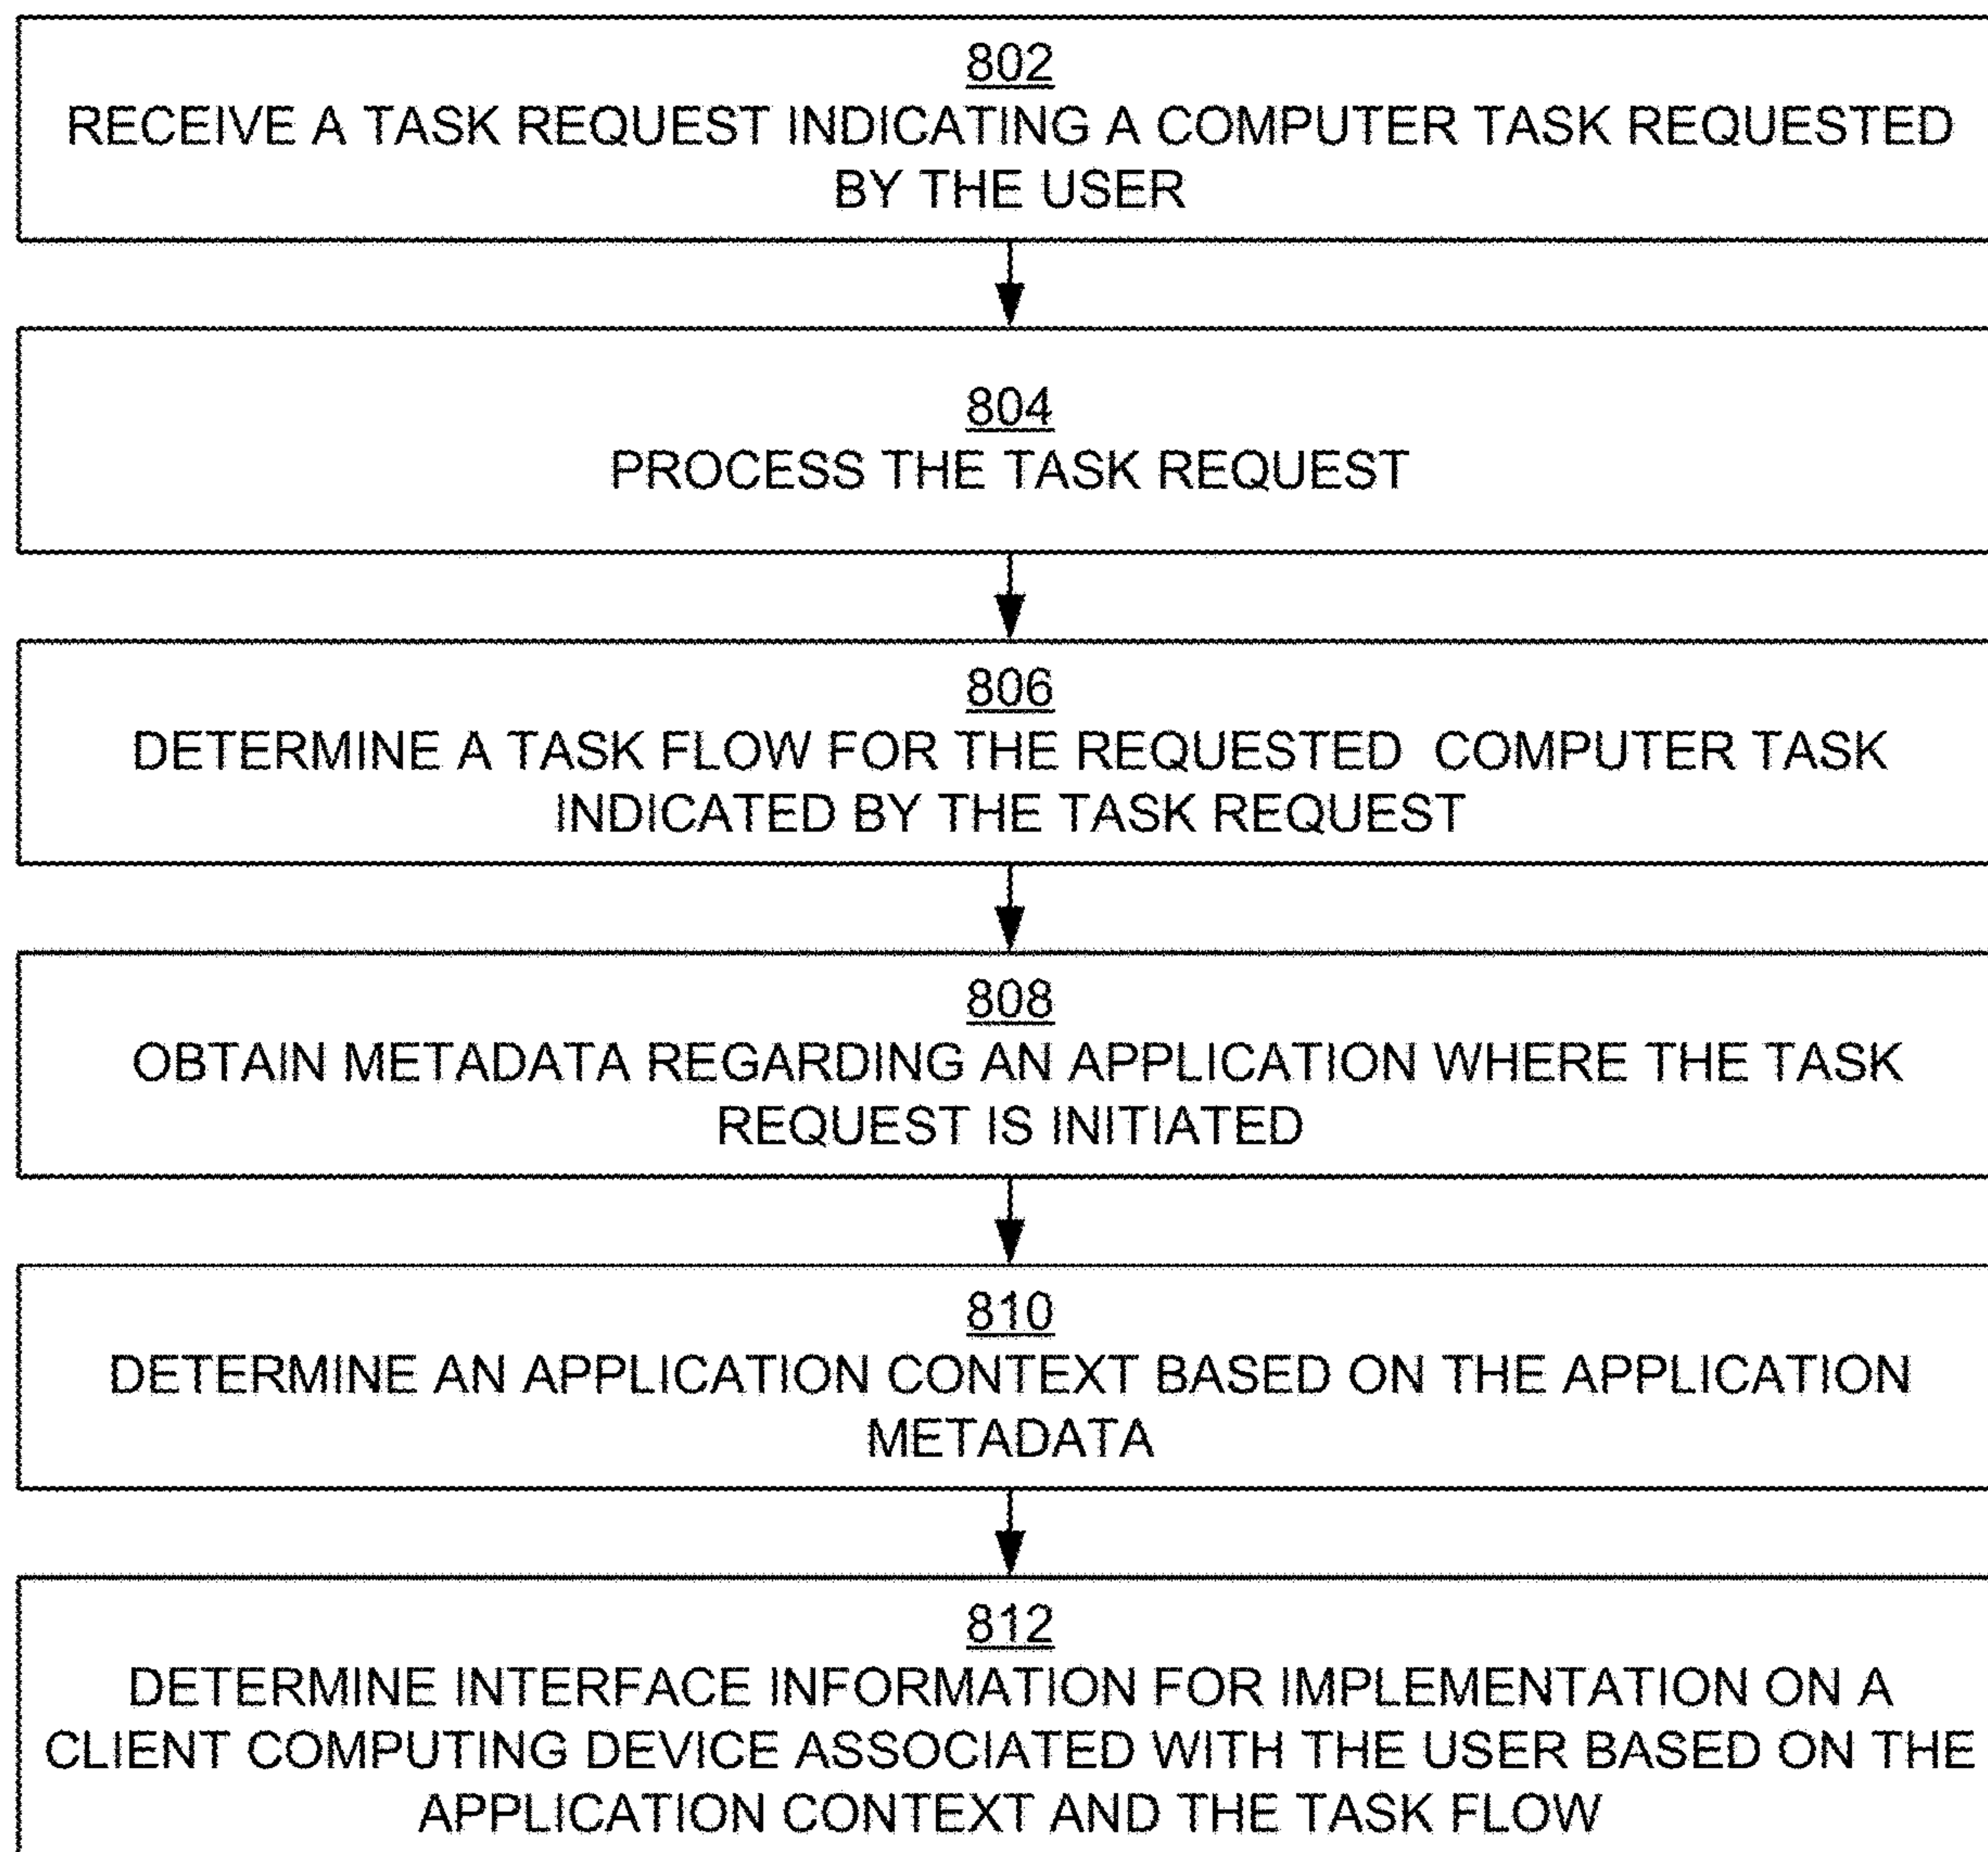 802
RECEIVE A TASK REQUEST INDICATING A COMPUTER TASK REQUESTED
BY THE USER
804
PROCESS THE TASK REQUEST
806
DETERMINE A TASK FLOW FOR THE REQUESTED COMPUTER TASK
INDICATED BY THE TASK REQUEST
808
OBTAIN METADATA REGARDING AN APPLICATION WHERE THE TASK
REQUEST IS INITIATED
810
DETERMINE AN APPLICATION CONTEXT BASED ON THE APPLICATION
METADATA
812
DETERMINE INTERFACE INFORMATION FOR IMPLEMENTATION ON A
CLIENT COMPUTING DEVICE ASSOCIATED WITH THE USER BASED ON THE
APPLICATION CONTEXT AND THE TASK FLOW